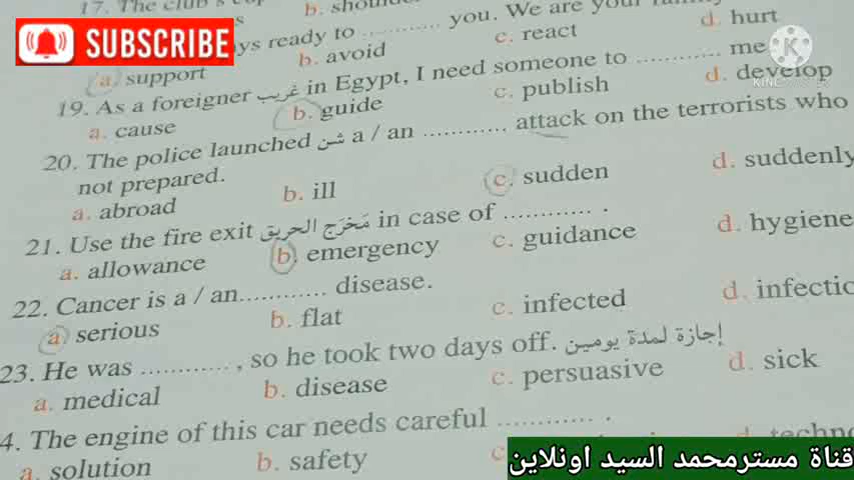 17. The club's
b.
d. hurt
SUBSCRIBE
ys ready to ............ you. We are your
a. support
b. avoid
c. react
19. As a foreigner غريب in Egypt, I need someone to ............ me
a. cause
b. guide
c. publish
d. develop
20. The police launched شن a / an ............ attack on the terrorists who
not prepared.
a. abroad
b. ill
c. sudden
d. suddenly
21. Use the fire exit مَخرَج الحريق in case of ............ .
a. allowance
b. emergency
c. guidance
d. hygiene
22. Cancer is a / an............ disease.
a. serious
b. flat
c. infected
d. infectio
23. He was ............ , so he took two days off. إجازة لمدة يومين
a. medical
b. disease
c. persuasive
d. sick
4. The engine of this car needs careful ............ .
a. solution
b. safety
c
d. techno
قناة مسترمحمد السيد اونلاين